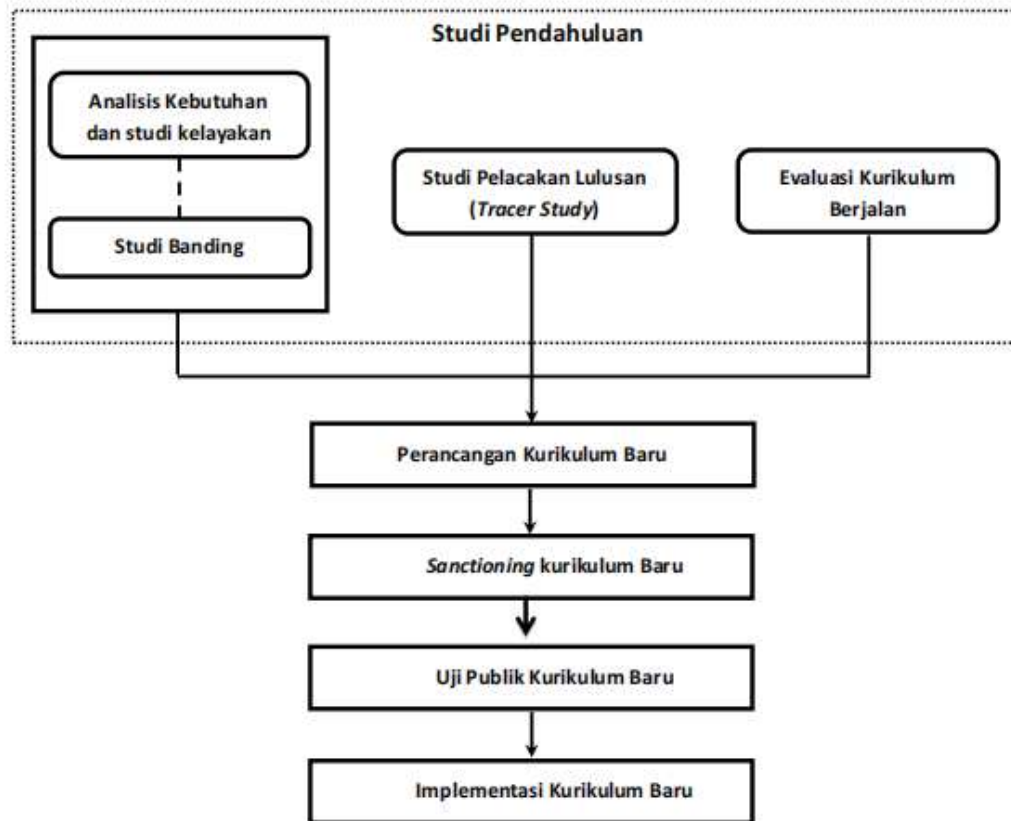 Studi Pendahuluan
Analisis Kebutuhan
dan studi kelayakan
Studi Banding
Studi Pelacakan Lulusan
(Tracer Study)
Evaluasi Kurikulum
Berjalan
Perancangan Kurikulum Baru
Sanctioning kurikulum Baru
Uji Publik Kurikulum Baru
Implementasi Kurikulum Baru